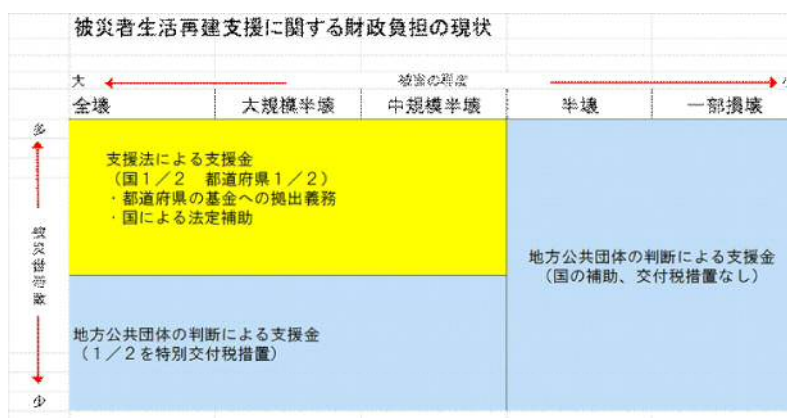 被災者生活再建支援に関する財政負担の現状
大 被害の程度 小
全壊 大規模半壊 中規模半壊 半壊 一部損壊
多
支援法による支援金
(国1/2 都道府県1/2)
・都道府県の基金への拠出義務
・国による法定補助
被災世帯数
地方公共団体の判断による支援金
(国の補助、交付税措置なし)
地方公共団体の判断による支援金
(1/2を特別交付税措置)
少